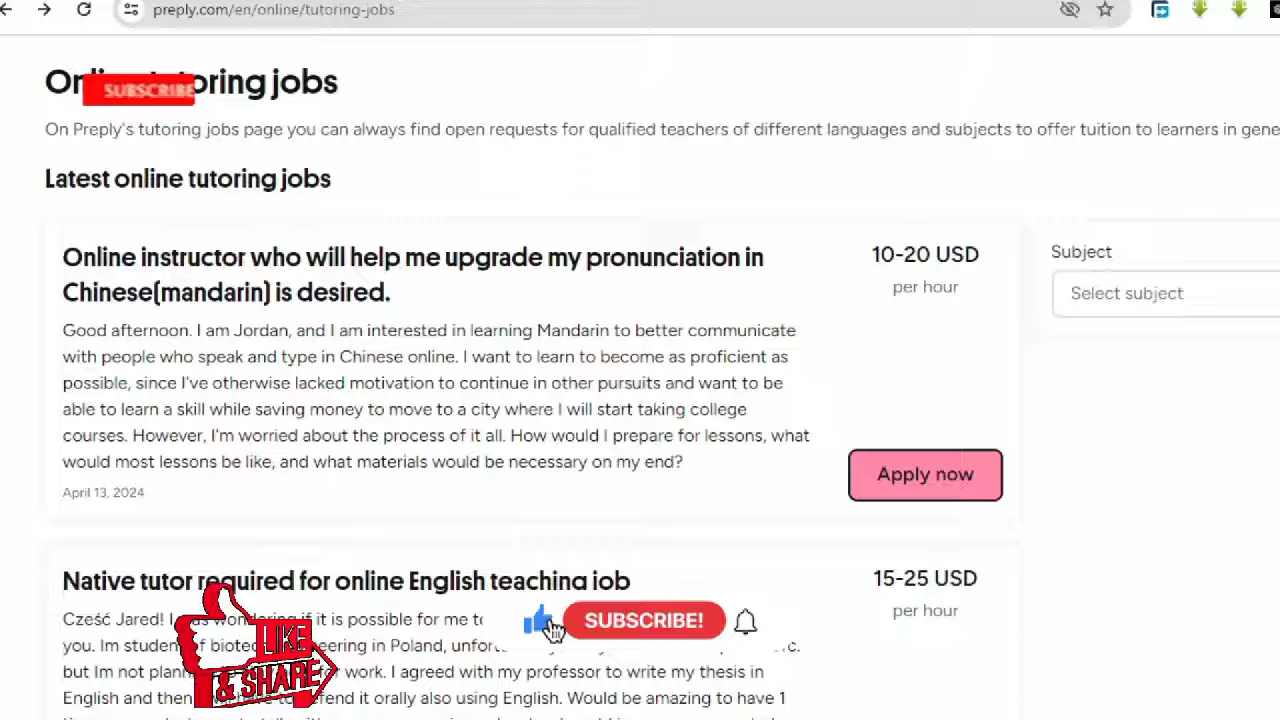 preply.com/en/online/tutoring-jobs
SUBSCRIBE
oring jobs
On Preply's tutoring jobs page you can always find open requests for qualified teachers of different languages and subjects to offer tuition to learners in gene
Latest online tutoring jobs
Online instructor who will help me upgrade my pronunciation in
Chinese(mandarin) is desired.
10-20 USD
per hour
Good afternoon. I am Jordan, and I am interested in learning Mandarin to better communicate
with people who speak and type in Chinese online. I want to learn to become as proficient as
possible, since I've otherwise lacked motivation to continue in other pursuits and want to be
able to learn a skill while saving money to move to a city where I will start taking college
courses. However, I'm worried about the process of it all. How would I prepare for lessons, what
would most lessons be like, and what materials would be necessary on my end?
April 13, 2024
Apply now
Subject
Select subject
Native tutor required for online English teaching job
15-25 USD
per hour
Cześć Jared! I wondering if it is possible for me to
you. Im student of eering in Poland,
but Im not work. I agreed with my professor to write my thesis in
English and then to defend it orally also using English. Would be amazing to have 1
LIKE
& SHARE
SUBSCRIBE!